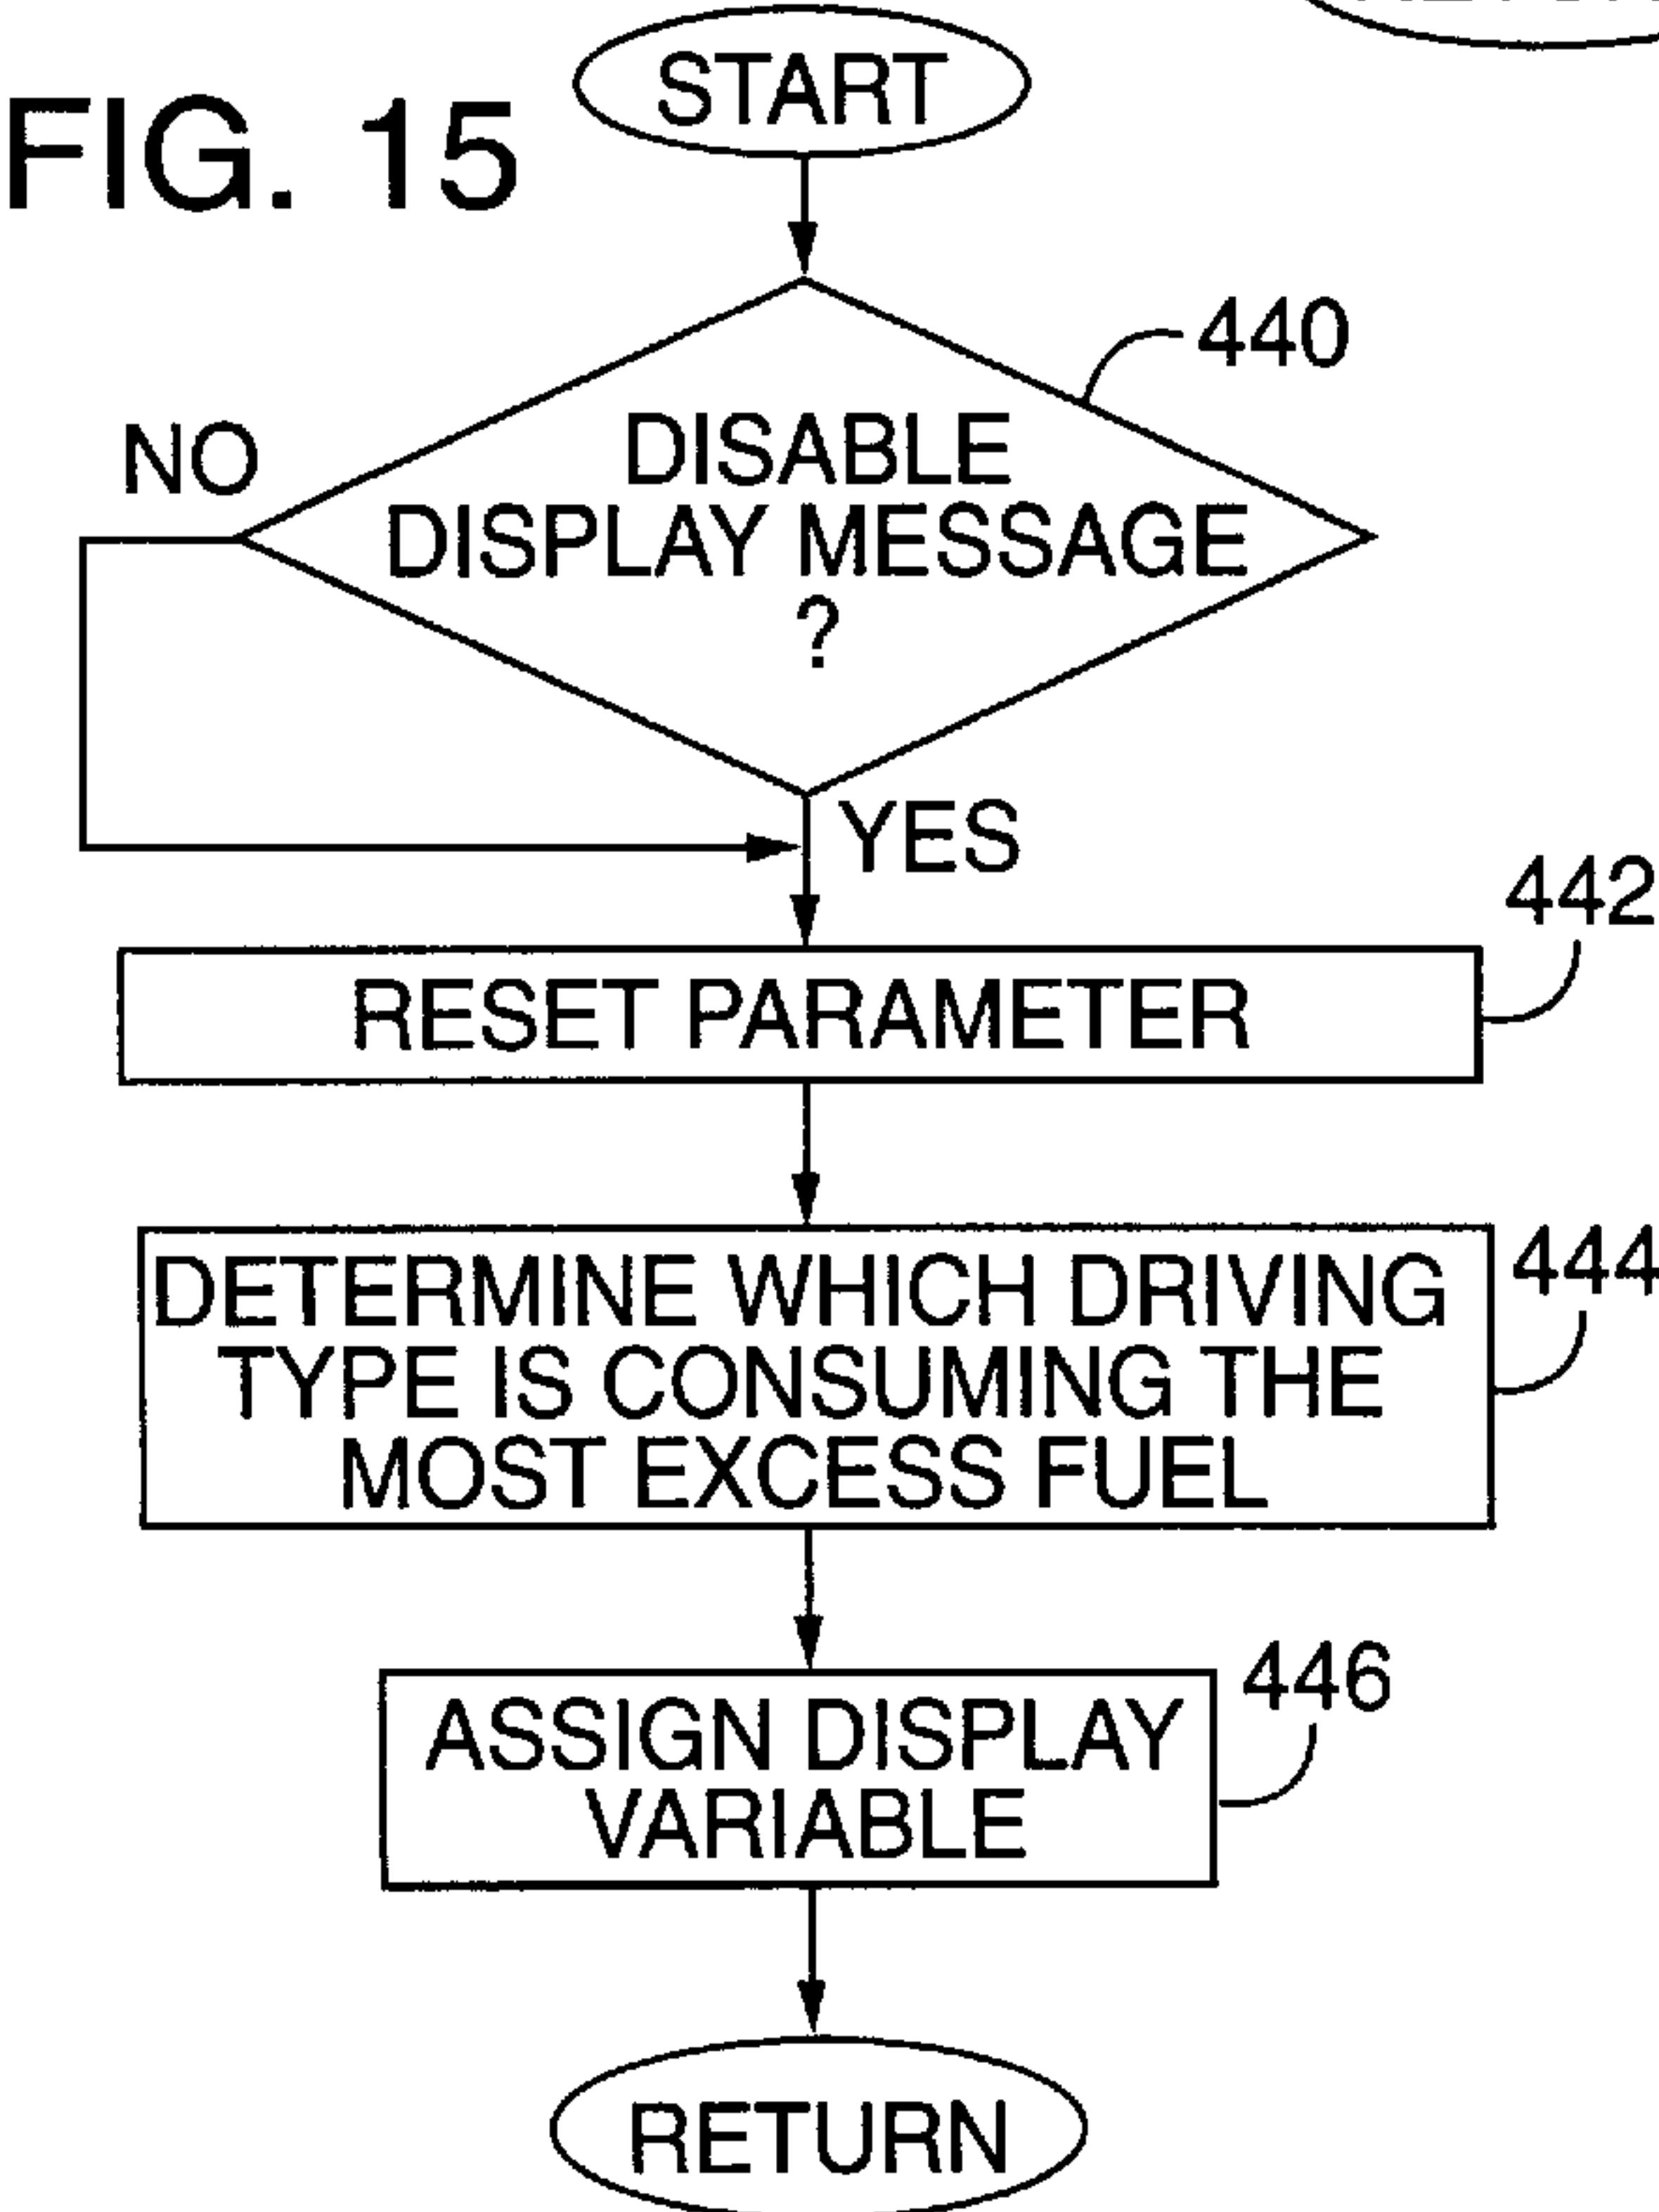 FIG. 15
START
440
DISABLE
DISPLAY MESSAGE
?
NO
YES
442
RESET PARAMETER
444
DETERMINE WHICH DRIVING
TYPE IS CONSUMING THE
MOST EXCESS FUEL
446
ASSIGN DISPLAY
VARIABLE
RETURN